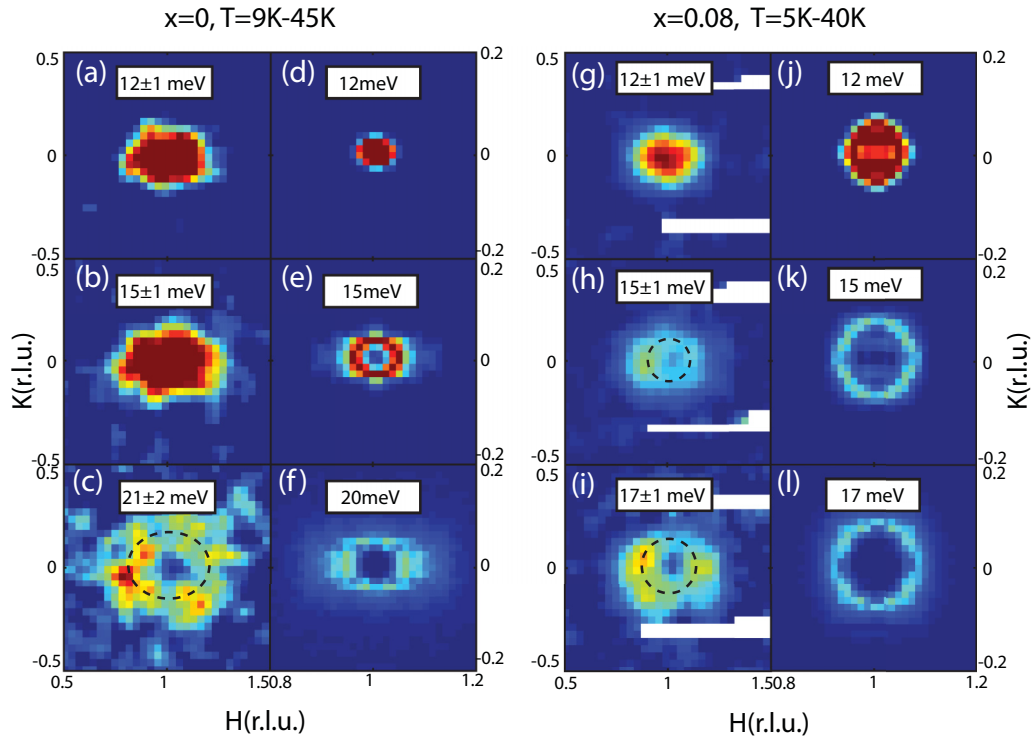 x=0, T=9K-45K
x=0.08, T=5K-40K
0.5 (a) 12±1 meV (d) 12meV 0.2
0 0
-0.5 -0.2
0.5 (b) 15±1 meV (e) 15meV 0.2
0 0
-0.5 -0.2
0.5 (c) 21±2 meV (f) 20meV 0.2
0 0
-0.5 -0.2
0.5 1 1.50.8 1 1.2
K(r.l.u.)
H(r.l.u.)
0.5 (g) 12±1 meV (j) 12 meV 0.2
0 0
-0.5 -0.2
0.5 (h) 15±1 meV (k) 15 meV 0.2
0 0
-0.5 -0.2
0.5 (i) 17±1 meV (l) 17 meV 0.2
0 0
-0.5 -0.2
0.5 1 1.50.8 1 1.2
K(r.l.u.)
H(r.l.u.)